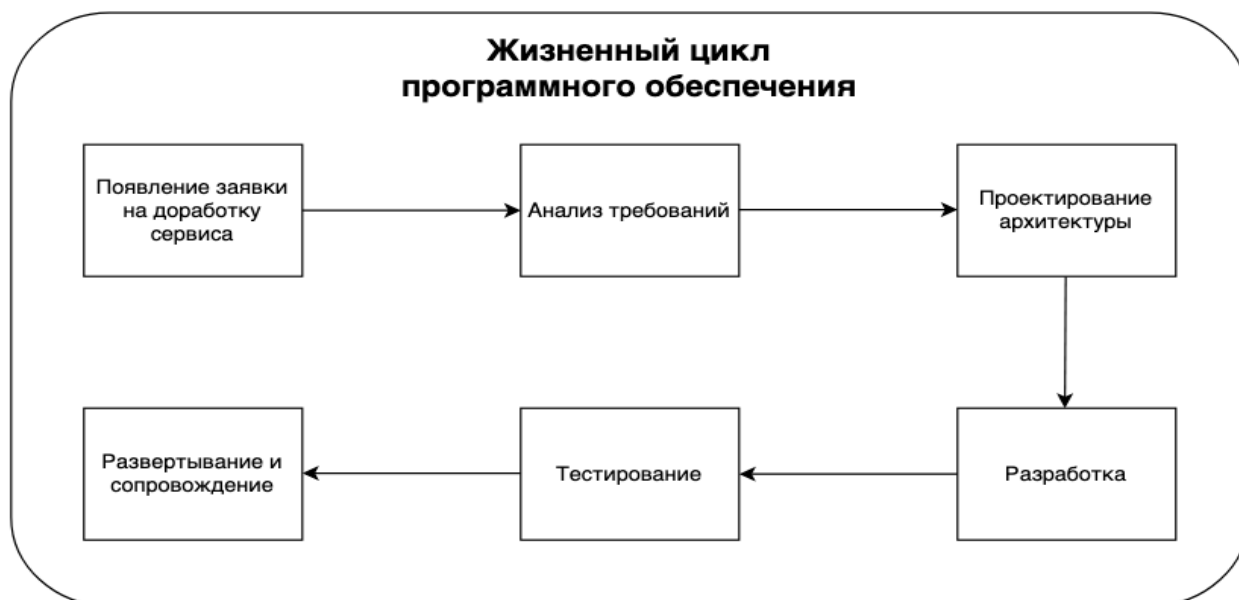 Жизненный цикл
программного обеспечения
Появление заявки
на доработку
сервиса
Анализ требований
Проектирование
архитектуры
Разработка
Тестирование
Развертывание и
сопровождение